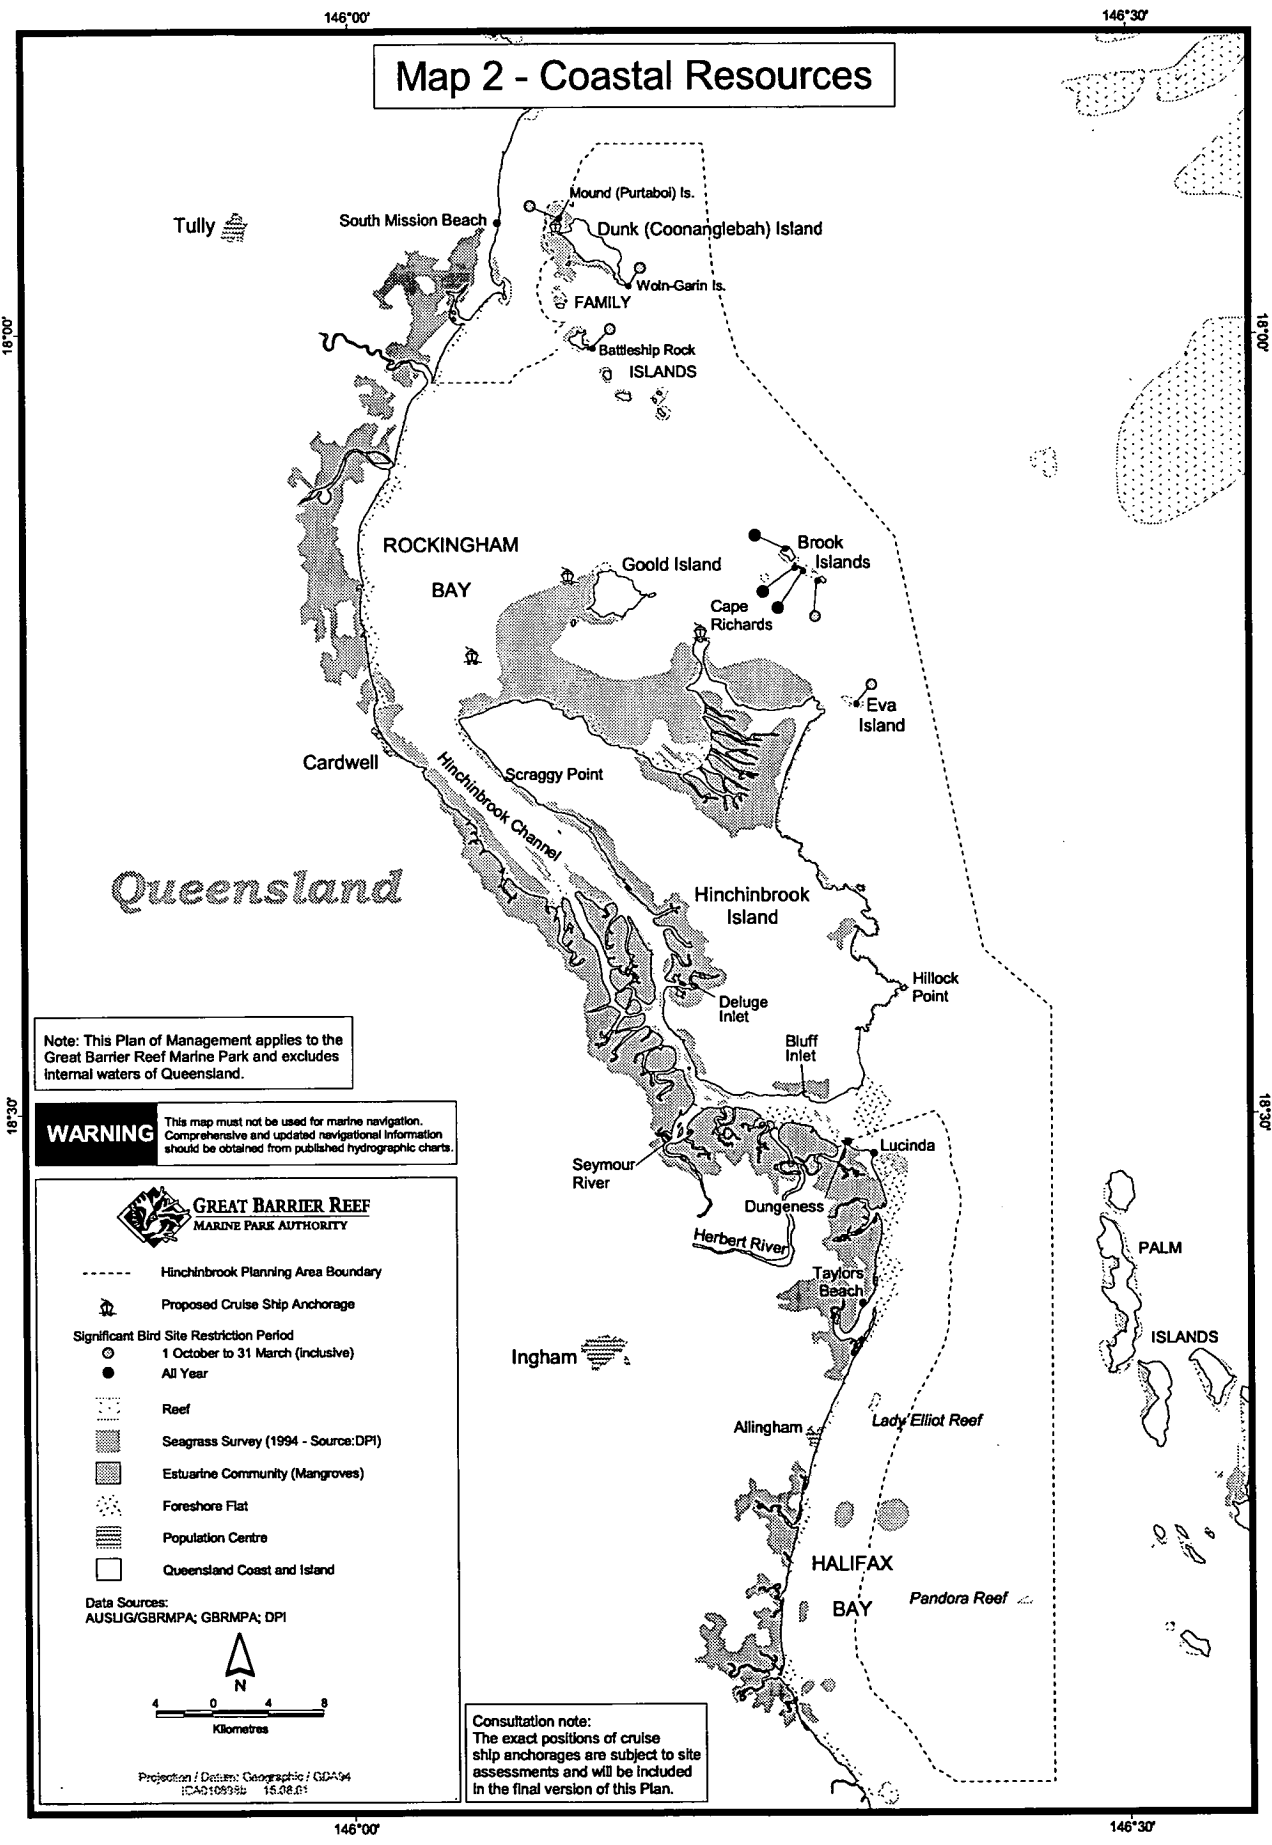 146°00'
146°30'
Map 2 - Coastal Resources
Mound (Purtaboi) Is.
Tully
South Mission Beach
Dunk (Coonanglebah) Island
Woln-Garin Is.
FAMILY
18°00'
18°00'
Battleship Rock
ISLANDS
ROCKINGHAM
BAY
Goold Island
Brook
Islands
Cape
Richards
Eva
Island
Cardwell
Hinchinbrook Channel
Scraggy Point
Queensland
Hinchinbrook
Island
Hillock
Point
Deluge
Inlet
Bluff
Inlet
Note: This Plan of Management applies to the
Great Barrier Reef Marine Park and excludes
internal waters of Queensland.
18°30'
18°30'
WARNING
This map must not be used for marine navigation.
Comprehensive and updated navigational information
should be obtained from published hydrographic charts.
Lucinda
Seymour
River
Dungeness
Herbert River
Taylors
Beach
PALM
ISLANDS
Ingham
Allingham
Lady Elliot Reef
HALIFAX
BAY
Pandora Reef
GREAT BARRIER REEF
MARINE PARK AUTHORITY
Hinchinbrook Planning Area Boundary
Proposed Cruise Ship Anchorage
Significant Bird Site Restriction Period
1 October to 31 March (inclusive)
All Year
Reef
Seagrass Survey (1994 - Source:DPI)
Estuarine Community (Mangroves)
Foreshore Flat
Population Centre
Queensland Coast and Island
Data Sources:
AUSLIG/GBRMPA; GBRMPA; DPI
N
4 0 4 8
Kilometres
Projection / Datum: Geographic / GDA94
15.08.01
Consultation note:
The exact positions of cruise
ship anchorages are subject to site
assessments and will be included
in the final version of this Plan.
146°00'
146°30'